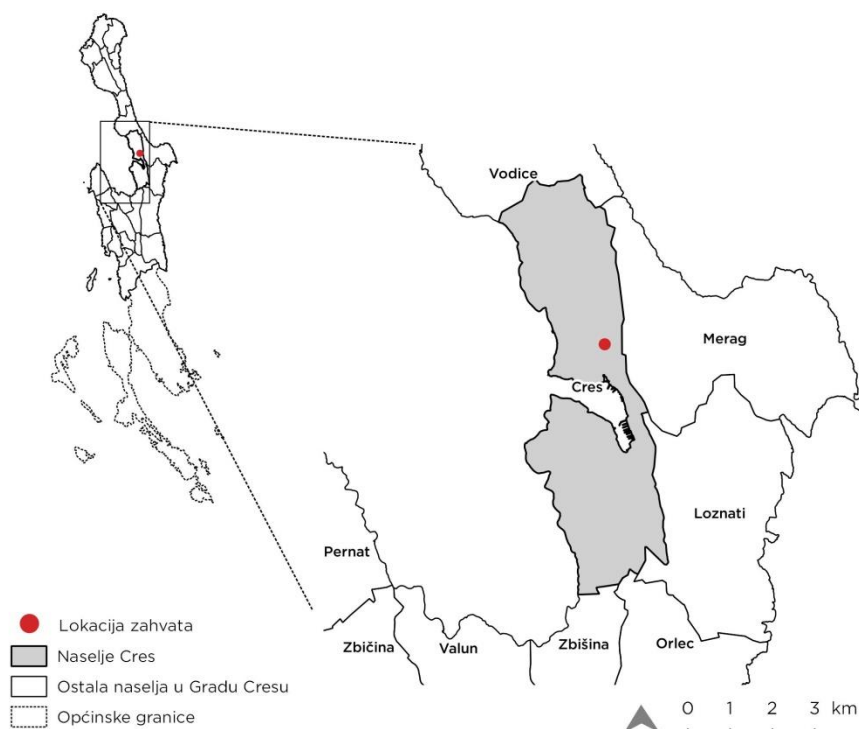 Vodice
Merag
Cres
Loznati
Pernat
Zbičina
Valun
Zbišina
Orlec
Lokacija zahvata
Naselje Cres
Ostala naselja u Gradu Cresu
Općinske granice
0 1 2 3 km